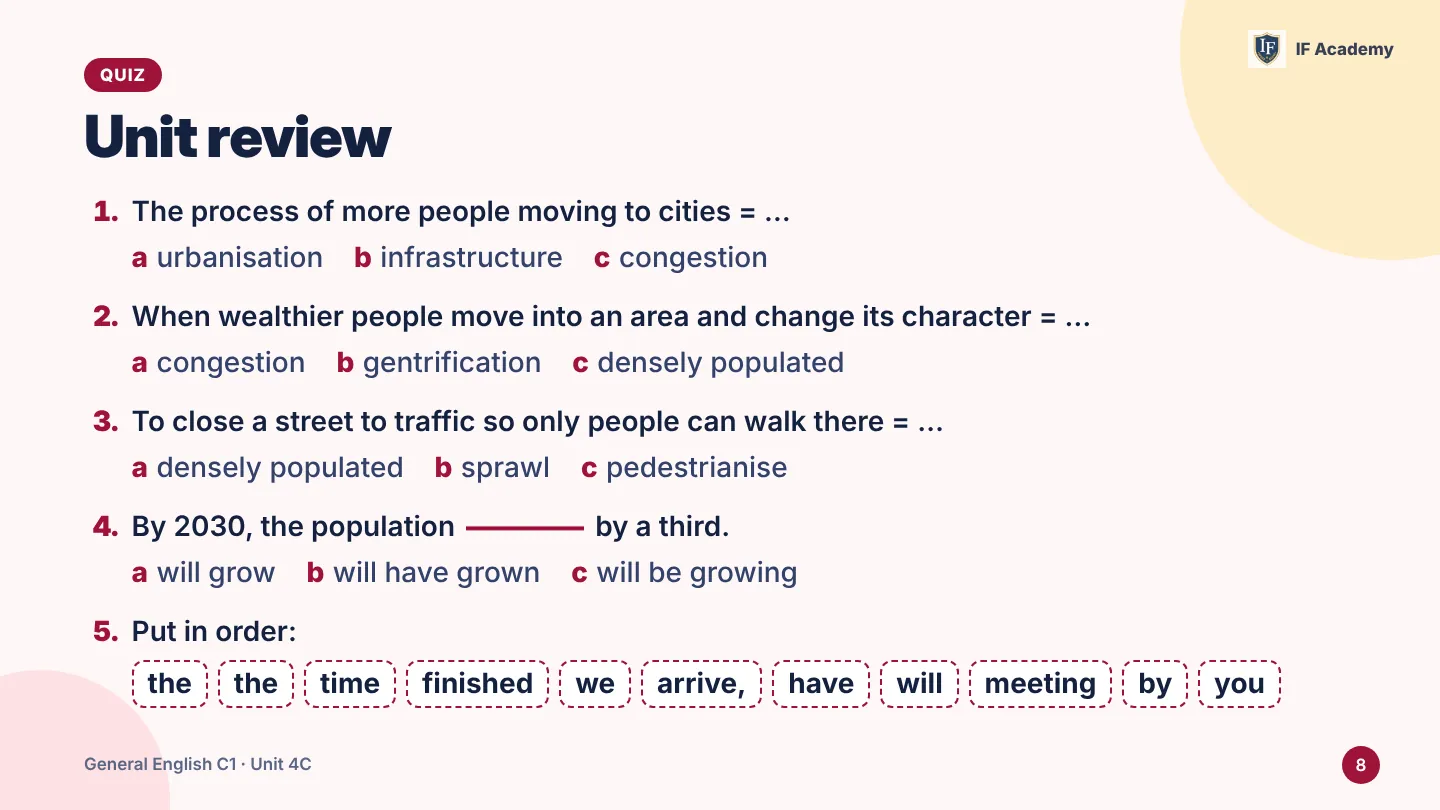 IF IF Academy
QUIZ
Unit review
1. The process of more people moving to cities = ...
a urbanisation b infrastructure c congestion
2. When wealthier people move into an area and change its character = ...
a congestion b gentrification c densely populated
3. To close a street to traffic so only people can walk there = ...
a densely populated b sprawl c pedestrianise
4. By 2030, the population ______ by a third.
a will grow b will have grown c will be growing
5. Put in order:
the the time finished we arrive, have will meeting by you
General English C1 · Unit 4C
8